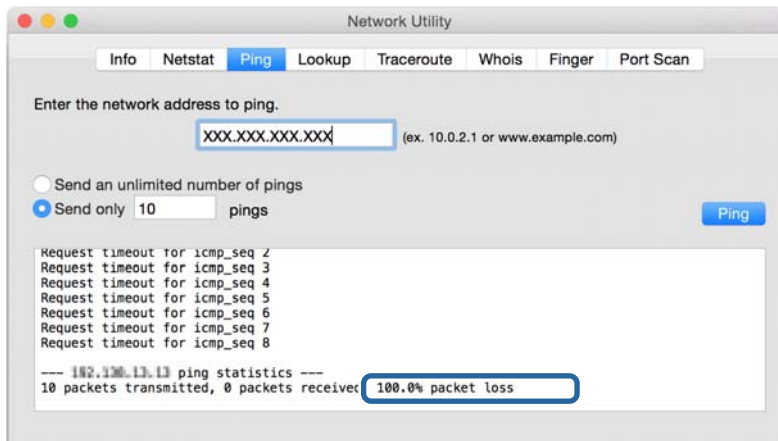 Network Utility
Info Netstat Ping Lookup Traceroute Whois Finger Port Scan
Enter the network address to ping.
XXX.XXX.XXX.XXX (ex. 10.0.2.1 or www.example.com)
Send an unlimited number of pings
Send only 10 pings
Ping
Request timeout for icmp_seq 2
Request timeout for icmp_seq 3
Request timeout for icmp_seq 4
Request timeout for icmp_seq 5
Request timeout for icmp_seq 6
Request timeout for icmp_seq 7
Request timeout for icmp_seq 8
--- ping statistics ---
10 packets transmitted, 0 packets received 100.0% packet loss